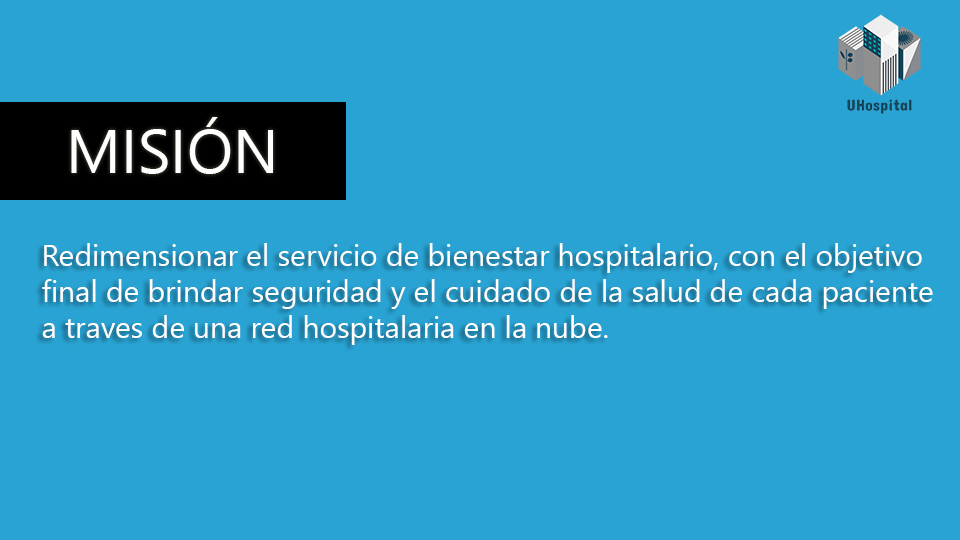 UHospital
MISIÓN
Redimensionar el servicio de bienestar hospitalario, con el objetivo
final de brindar seguridad y el cuidado de la salud de cada paciente
a traves de una red hospitalaria en la nube.